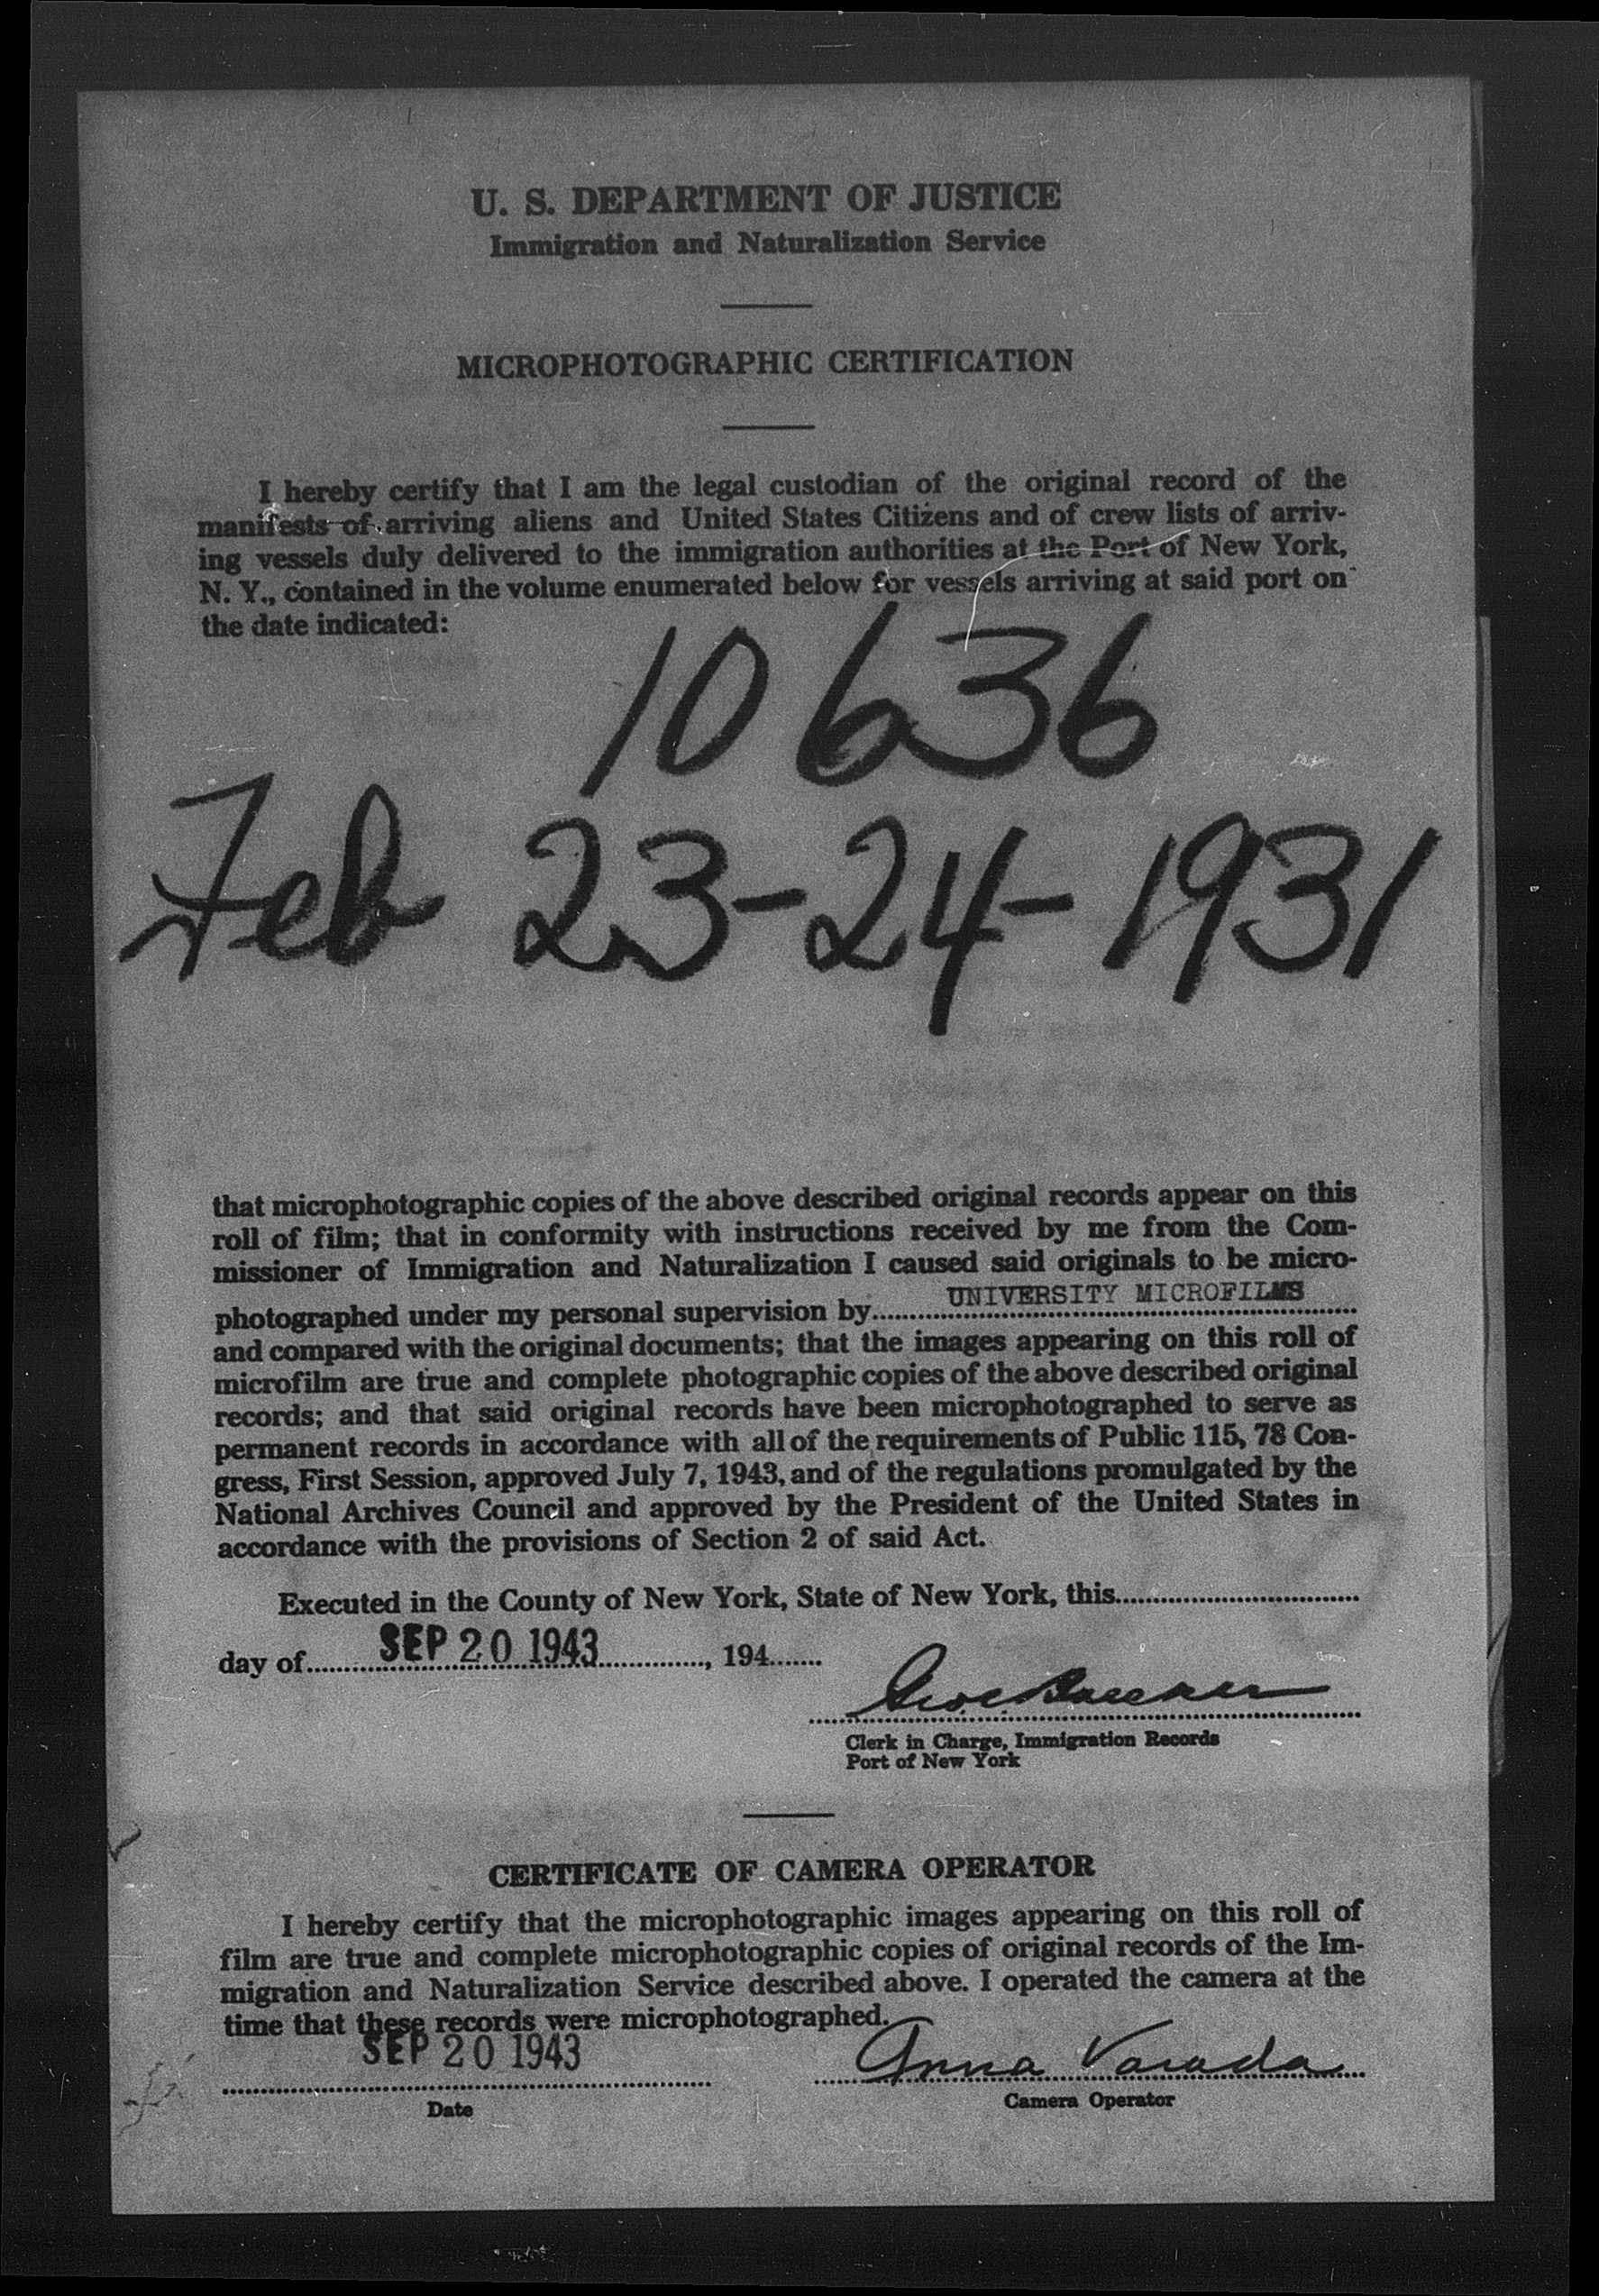 U. S. DEPARTMENT OF JUSTICE
Immigration and Naturalization Service
MICROPHOTOGRAPHIC CERTIFICATION
I hereby certify that I am the legal custodian of the original record of the
manifests of arriving aliens and United States Citizens and of crew lists of arriv-
ing vessels duly delivered to the immigration authorities at the Port of New York,
N. Y., contained in the volume enumerated below for vessels arriving at said port on
the date indicated:
10636
Feb 23-24-1931
that microphotographic copies of the above described original records appear on this
roll of film; that in conformity with instructions received by me from the Com-
missioner of Immigration and Naturalization I caused said originals to be micro-
photographed under my personal supervision by UNIVERSITY MICROFILMS
and compared with the original documents; that the images appearing on this roll of
microfilm are true and complete photographic copies of the above described original
records; and that said original records have been microphotographed to serve as
permanent records in accordance with all of the requirements of Public 115, 78 Con-
gress, First Session, approved July 7, 1943, and of the regulations promulgated by the
National Archives Council and approved by the President of the United States in
accordance with the provisions of Section 2 of said Act.
Executed in the County of New York, State of New York, this
day of SEP 20 1943, 194
Clerk in Charge, Immigration Records
Port of New York
CERTIFICATE OF CAMERA OPERATOR
I hereby certify that the microphotographic images appearing on this roll of
film are true and complete microphotographic copies of original records of the Im-
migration and Naturalization Service described above. I operated the camera at the
time that these records were microphotographed.
SEP 20 1943 Anna Varada
Date Camera Operator